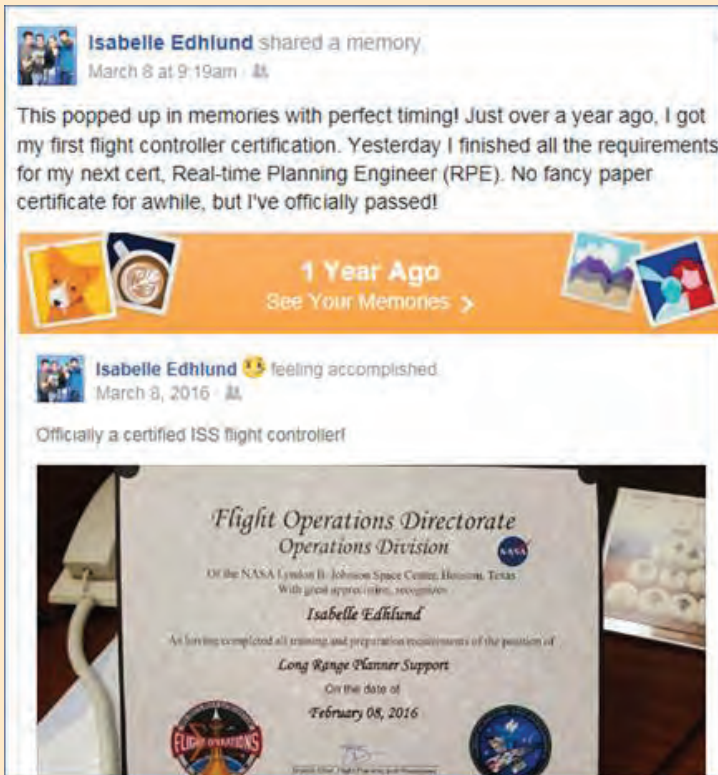 Isabelle Edhlund shared a memory.
March 8 at 9:19am
This popped up in memories with perfect timing! Just over a year ago, I got
my first flight controller certification. Yesterday I finished all the requirements
for my next cert, Real-time Planning Engineer (RPE). No fancy paper
certificate for awhile, but I've officially passed!
1 Year Ago
See Your Memories >
Isabelle Edhlund feeling accomplished.
March 8, 2016
Officially a certified ISS flight controller!
Flight Operations Directorate
Operations Division
NASA
Of the NASA Lyndon B. Johnson Space Center, Houston, Texas
With great appreciation, recognizes
Isabelle Edhlund
As having completed all training and preparation requirements of the position of
Long Range Planner Support
On the date of
February 08, 2016
FLIGHT OPERATIONS